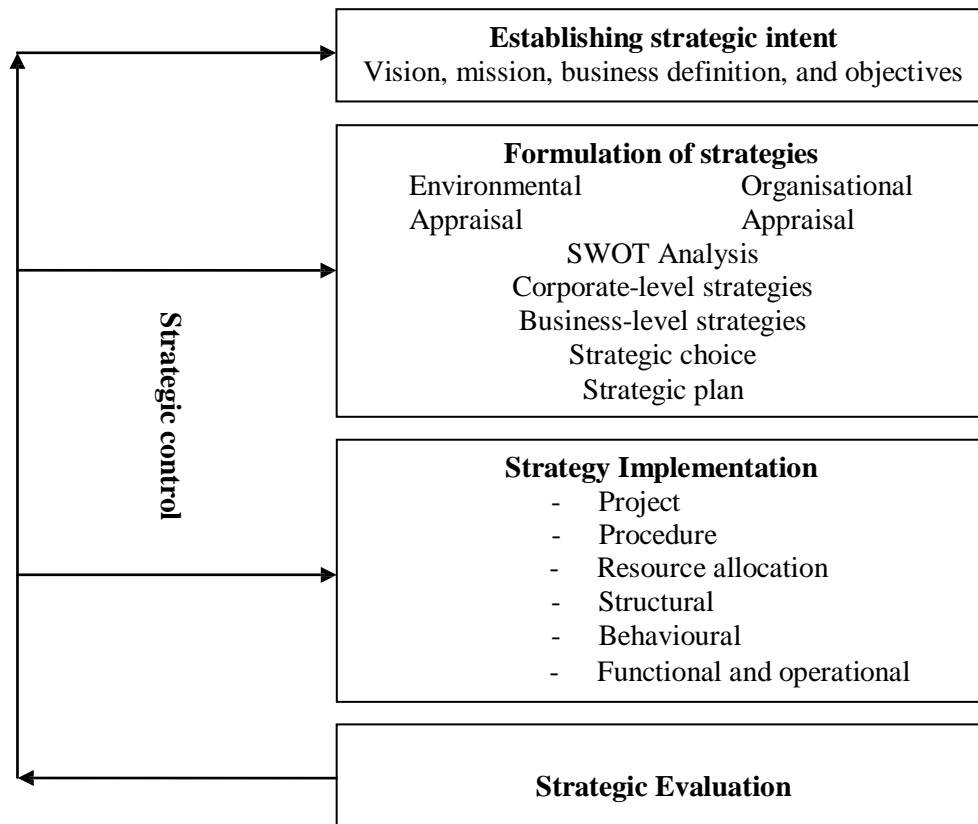 Establishing strategic intent
Vision, mission, business definition, and objectives
Formulation of strategies
Environmental Organisational
Appraisal Appraisal
SWOT Analysis
Corporate-level strategies
Business-level strategies
Strategic choice
Strategic plan
Strategic control
Strategy Implementation
- Project
- Procedure
- Resource allocation
- Structural
- Behavioural
- Functional and operational
Strategic Evaluation